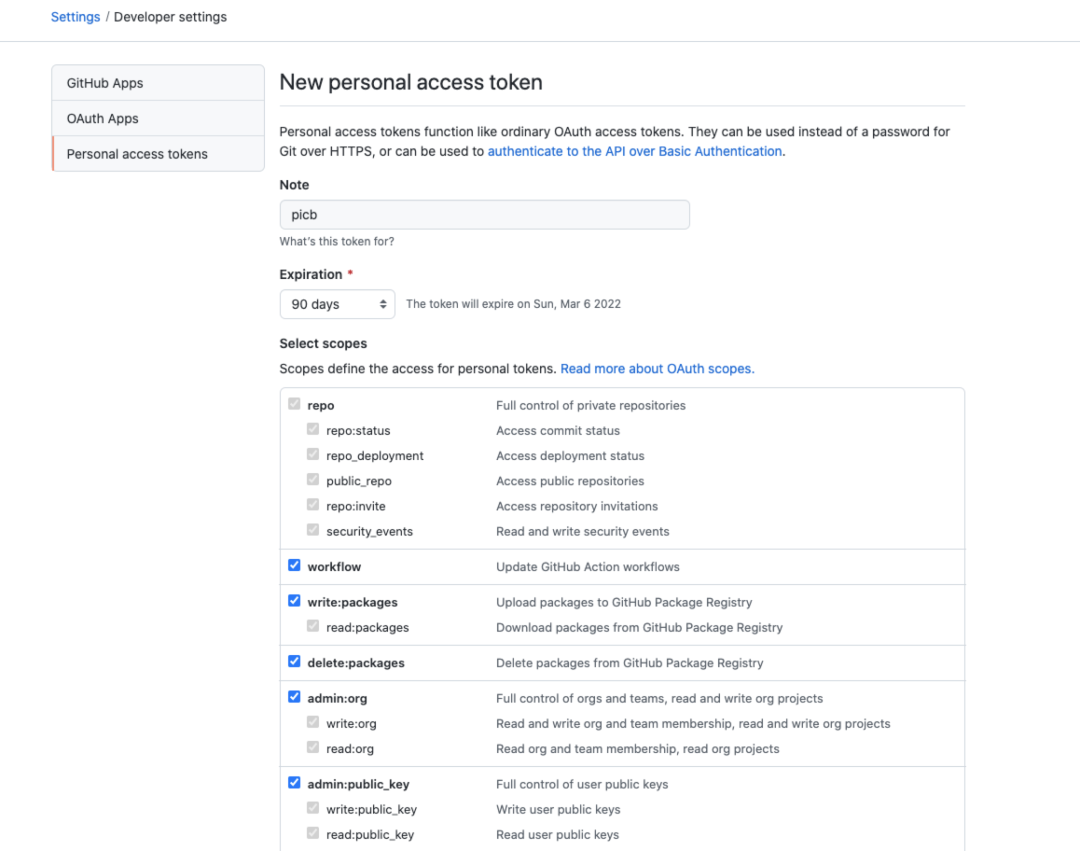 Settings / Developer settings
GitHub Apps
OAuth Apps
Personal access tokens
New personal access token
Personal access tokens function like ordinary OAuth access tokens. They can be used instead of a password for
Git over HTTPS, or can be used to authenticate to the API over Basic Authentication.
Note
picb
What's this token for?
Expiration *
90 days The token will expire on Sun, Mar 6 2022
Select scopes
Scopes define the access for personal tokens. Read more about OAuth scopes.
repo Full control of private repositories
repo:status Access commit status
repo_deployment Access deployment status
public_repo Access public repositories
repo:invite Access repository invitations
security_events Read and write security events
workflow Update GitHub Action workflows
write:packages Upload packages to GitHub Package Registry
read:packages Download packages from GitHub Package Registry
delete:packages Delete packages from GitHub Package Registry
admin:org Full control of orgs and teams, read and write org projects
write:org Read and write org and team membership, read and write org projects
read:org Read org and team membership, read org projects
admin:public_key Full control of user public keys
write:public_key Write user public keys
read:public_key Read user public keys